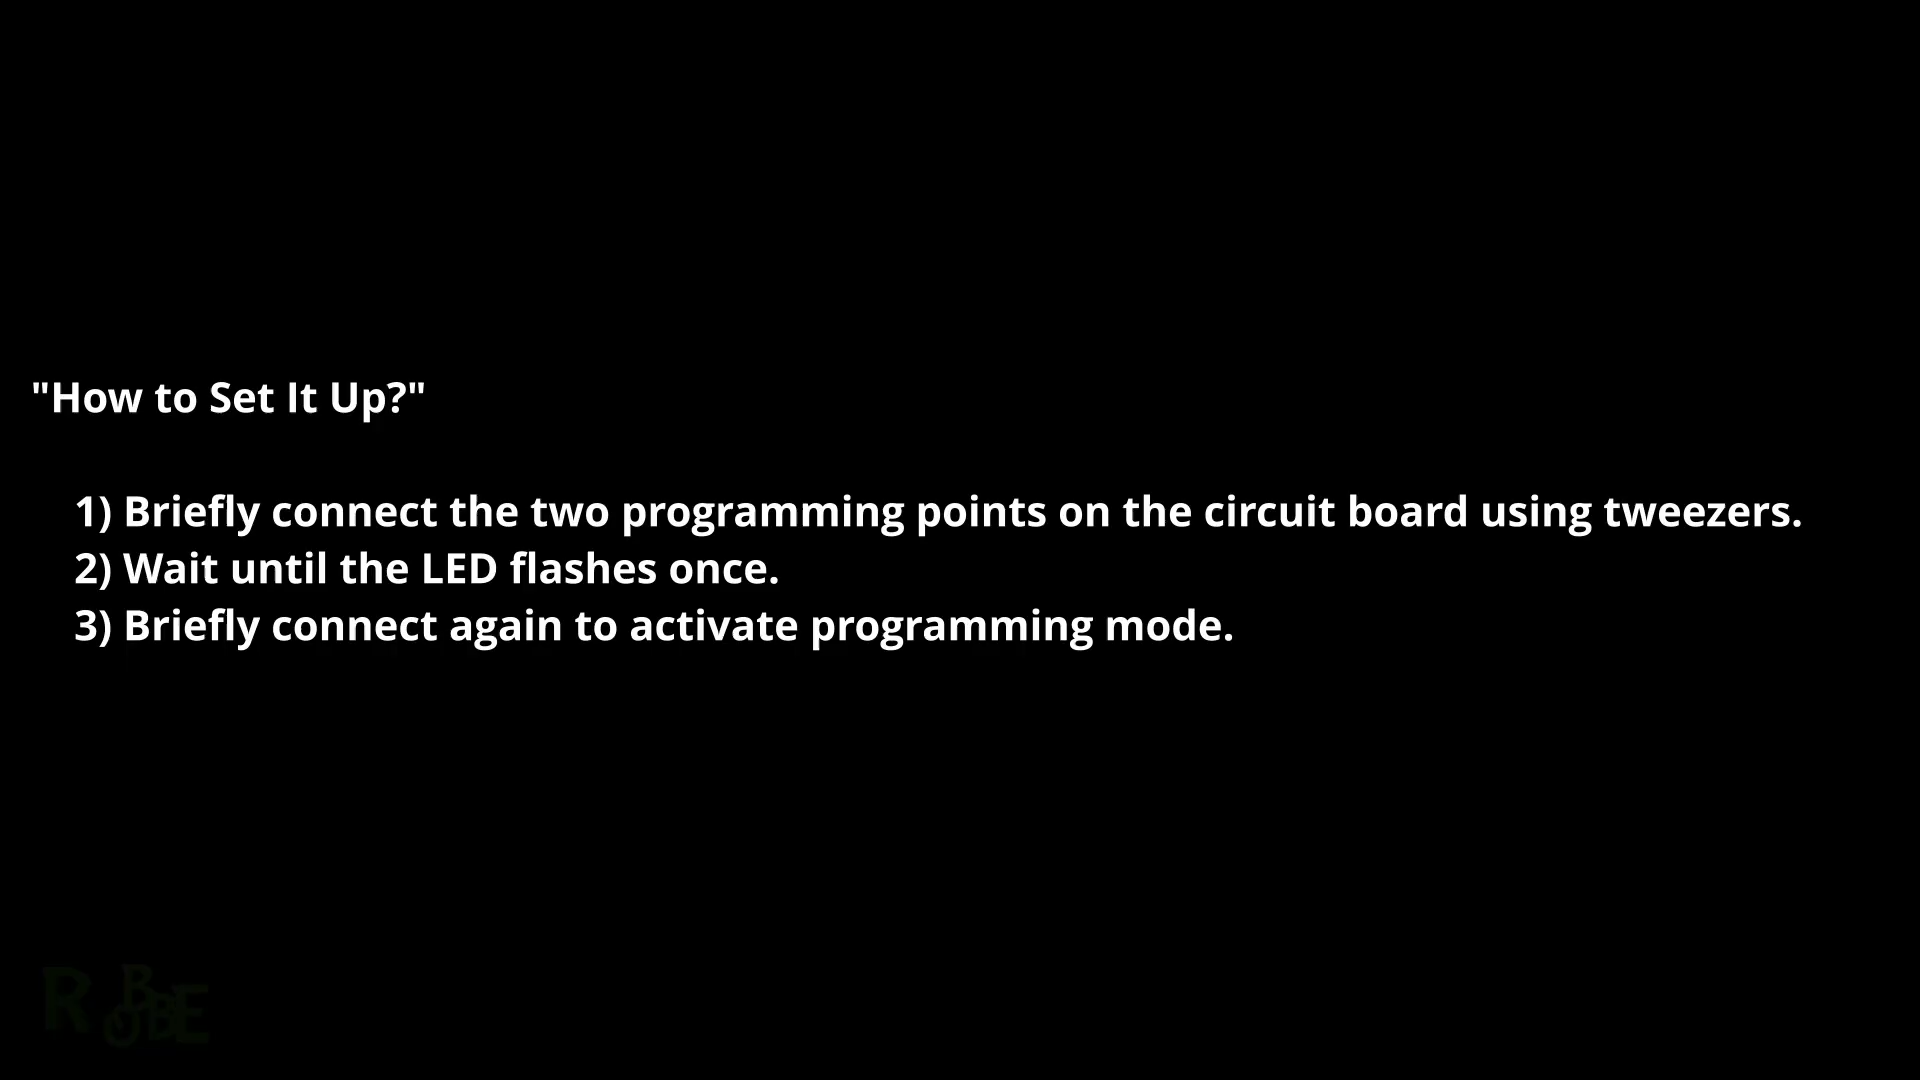 "How to Set It Up?"
1) Briefly connect the two programming points on the circuit board using tweezers.
2) Wait until the LED flashes once.
3) Briefly connect again to activate programming mode.